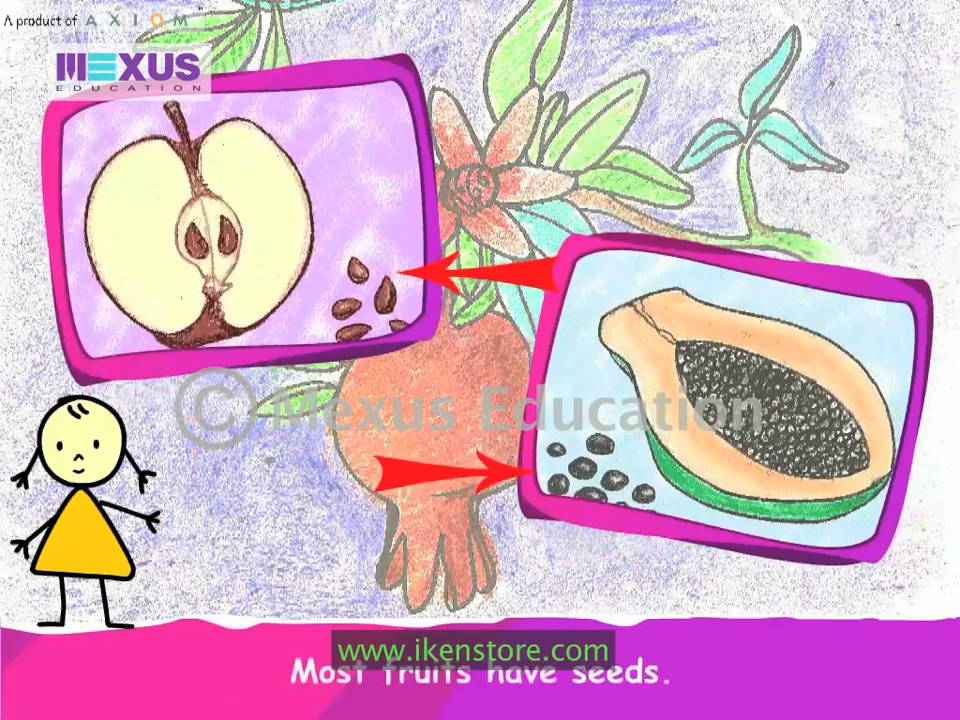 A product of AXIOM
MEXUS
EDUCATION
© Mexus Education
www.ikenstore.com
Most fruits have seeds.